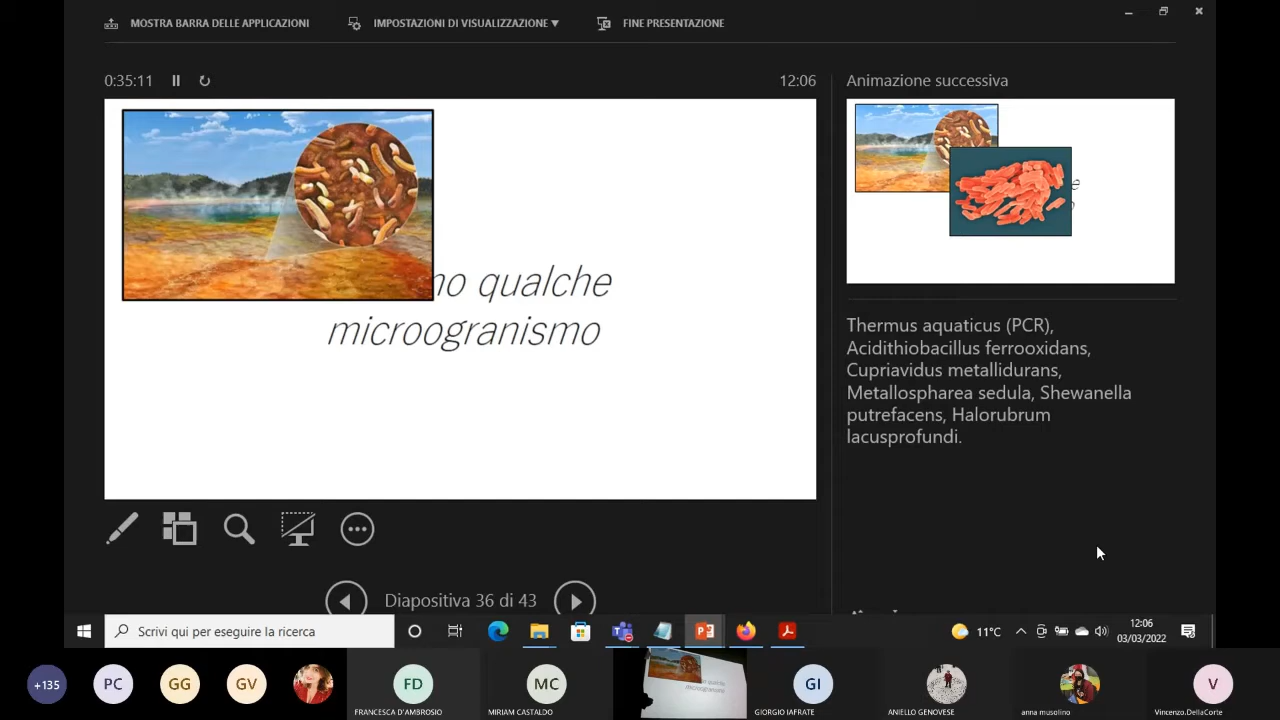 MOSTRA BARRA DELLE APPLICAZIONI
IMPOSTAZIONI DI VISUALIZZAZIONE ▼
FINE PRESENTAZIONE
0:35:11
12:06
Animazione successiva
qualche
microogranismo
Thermus aquaticus (PCR),
Acidithiobacillus ferrooxidans,
Cupriavidus metallidurans,
Metallospharea sedula, Shewanella
putrefacens, Halorubrum
lacusprofundi.
Diapositiva 36 di 43
Scrivi qui per eseguire la ricerca
11°C
12:06
03/03/2022
+135
PC
GG
GV
FD
MC
GI
V
FRANCESCA D'AMBROSIO
MIRIAM CASTALDO
GIORGIO IAFRATE
ANIELLO GENOVESE
anna musolino
Vincenzo.DellaCorte